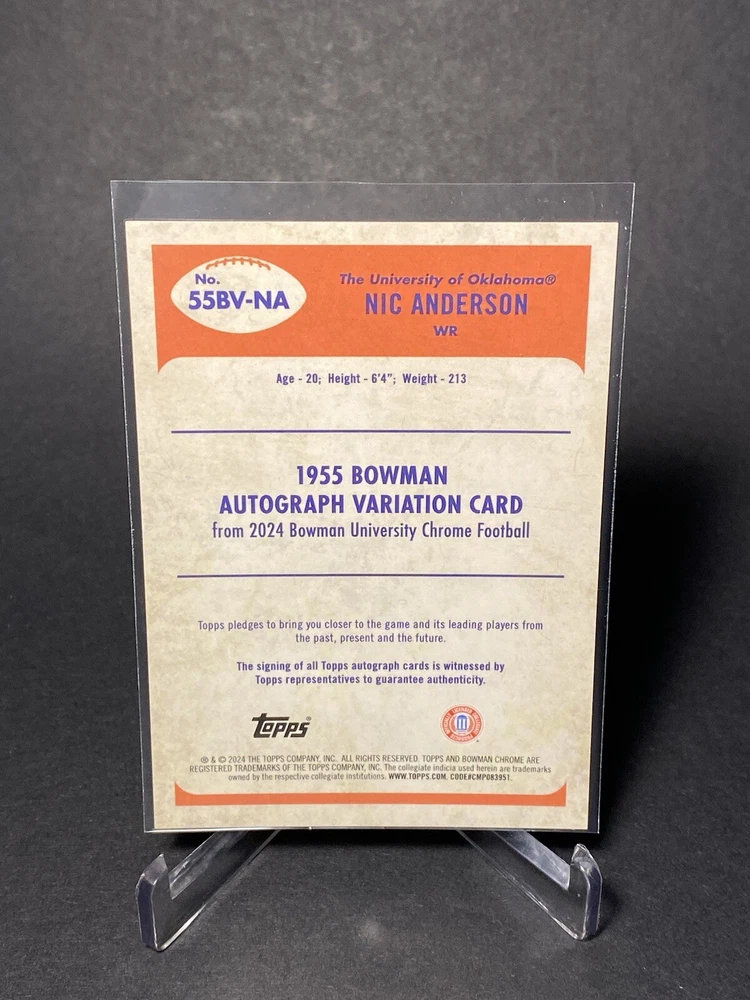 No.
55BV-NA
The University of Oklahoma®
NIC ANDERSON
WR
Age - 20; Height - 6'4"; Weight - 213
1955 BOWMAN
AUTOGRAPH VARIATION CARD
from 2024 Bowman University Chrome Football
Topps pledges to bring you closer to the game and its leading players from
the past, present and the future.
The signing of all Topps autograph cards is witnessed by
Topps representatives to guarantee authenticity.
topps®
® & © 2024 THE TOPPS COMPANY, INC. ALL RIGHTS RESERVED. TOPPS AND BOWMAN CHROME ARE
REGISTERED TRADEMARKS OF THE TOPPS COMPANY, INC. The collegiate indicia used herein are trademarks
owned by the respective collegiate institutions. WWW.TOPPS.COM. CODE#CMP083951.